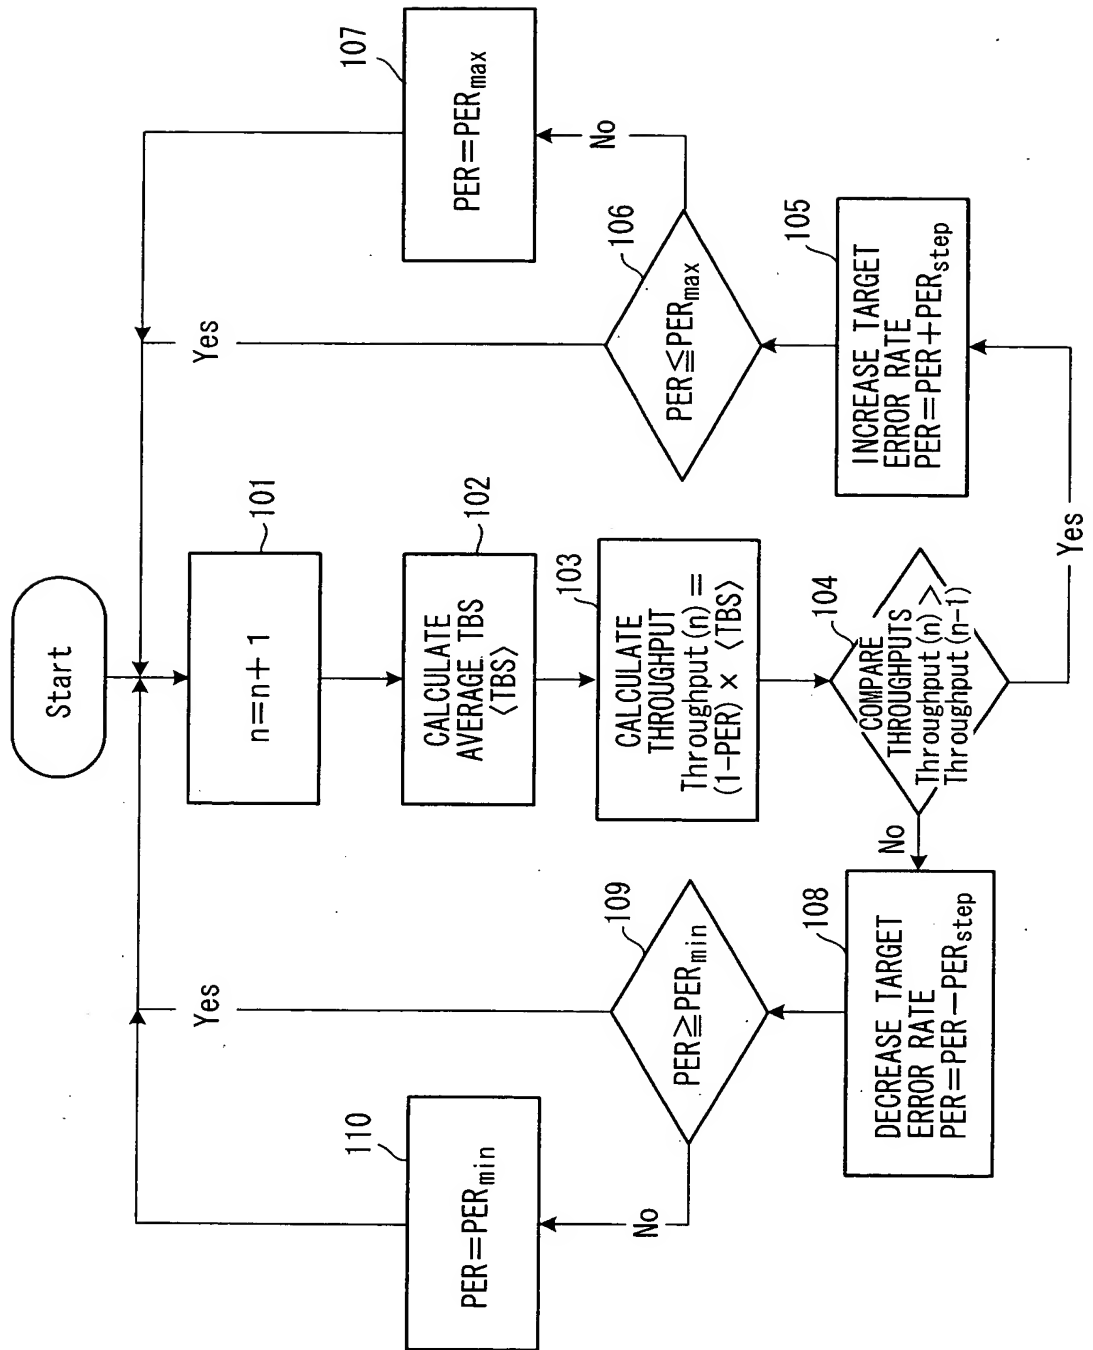 Start
101
n=n+1
102
CALCULATE
AVERAGE TBS
⟨TBS⟩
103
CALCULATE
THROUGHPUT
Throughput(n)=
(1-PER)×⟨TBS⟩
104
COMPARE
THROUGHPUTS
Throughput(n)>
Throughput(n-1)
Yes
105
INCREASE TARGET
ERROR RATE
PER=PER+PERstep
106
PER≦PERmax
Yes
No
107
PER=PERmax
No
108
DECREASE TARGET
ERROR RATE
PER=PER−PERstep
109
PER≧PERmin
Yes
No
110
PER=PERmin